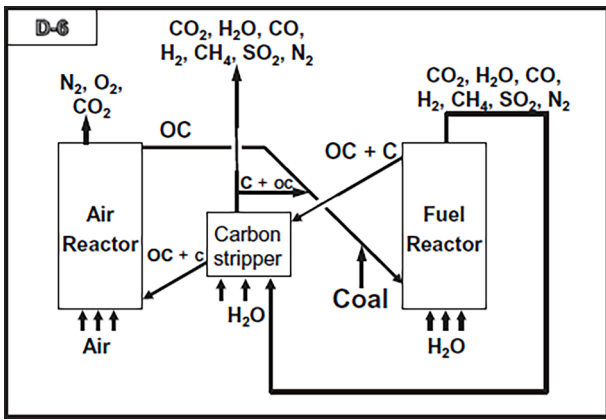 D-6
CO₂, H₂O, CO,
H₂, CH₄, SO₂, N₂
N₂, O₂,
CO₂
CO₂, H₂O, CO,
H₂, CH₄, SO₂, N₂
OC
OC + C
C + OC
Air
Reactor
Carbon
stripper
Fuel
Reactor
OC + C
Coal
H₂O
Air
H₂O